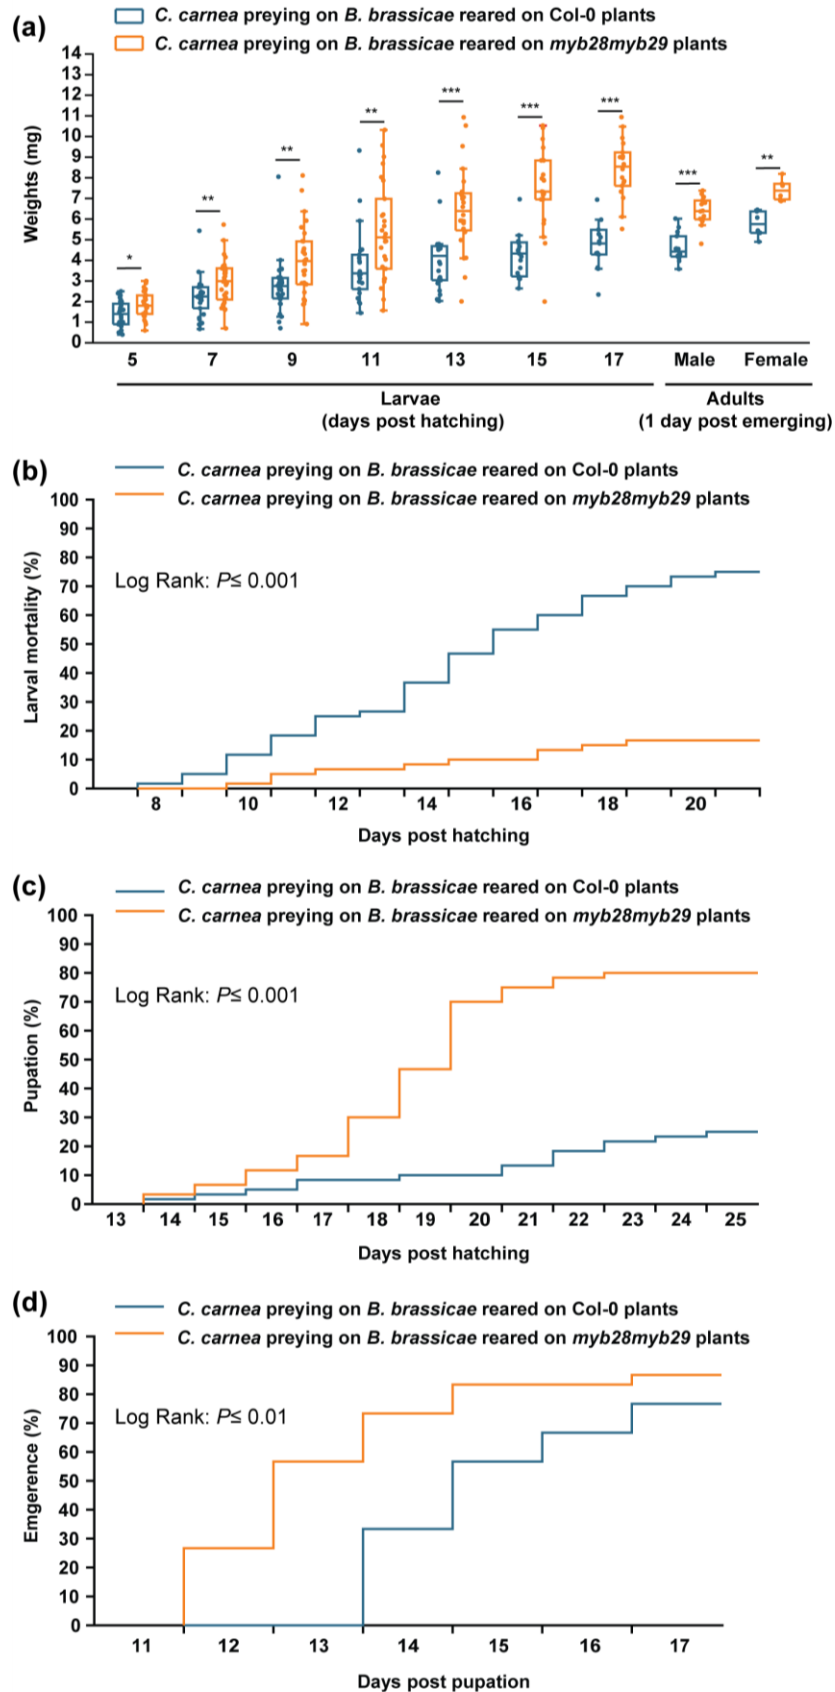 (a)
C. carnea preying on B. brassicae reared on Col-0 plants
C. carnea preying on B. brassicae reared on myb28myb29 plants
Weights (mg)
14
13
12
11
10
9
8
7
6
5
4
3
2
1
0
* ** ** ** *** *** *** *** **
5 7 9 11 13 15 17 Male Female
Larvae Adults
(days post hatching) (1 day post emerging)
(b)
C. carnea preying on B. brassicae reared on Col-0 plants
C. carnea preying on B. brassicae reared on myb28myb29 plants
Larval mortality (%)
100
90
80
70
60
50
40
30
20
10
0
Log Rank: P≤ 0.001
8 10 12 14 16 18 20
Days post hatching
(c)
C. carnea preying on B. brassicae reared on Col-0 plants
C. carnea preying on B. brassicae reared on myb28myb29 plants
Pupation (%)
100
90
80
70
60
50
40
30
20
10
0
Log Rank: P≤ 0.001
13 14 15 16 17 18 19 20 21 22 23 24 25
Days post hatching
(d)
C. carnea preying on B. brassicae reared on Col-0 plants
C. carnea preying on B. brassicae reared on myb28myb29 plants
Emgerence (%)
100
90
80
70
60
50
40
30
20
10
0
Log Rank: P≤ 0.01
11 12 13 14 15 16 17
Days post pupation